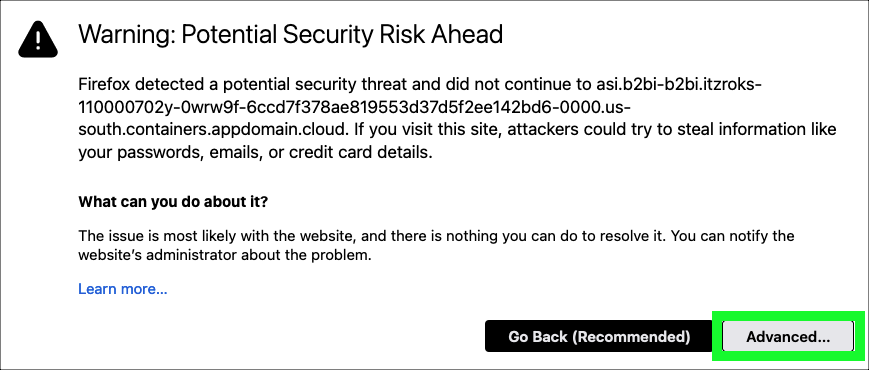 Warning: Potential Security Risk Ahead
Firefox detected a potential security threat and did not continue to asi.b2bi-b2bi.itzroks-
110000702y-0wrw9f-6ccd7f378ae819553d37d5f2ee142bd6-0000.us-
south.containers.appdomain.cloud. If you visit this site, attackers could try to steal information like
your passwords, emails, or credit card details.
What can you do about it?
The issue is most likely with the website, and there is nothing you can do to resolve it. You can notify the
website’s administrator about the problem.
Learn more...
Go Back (Recommended)
Advanced...